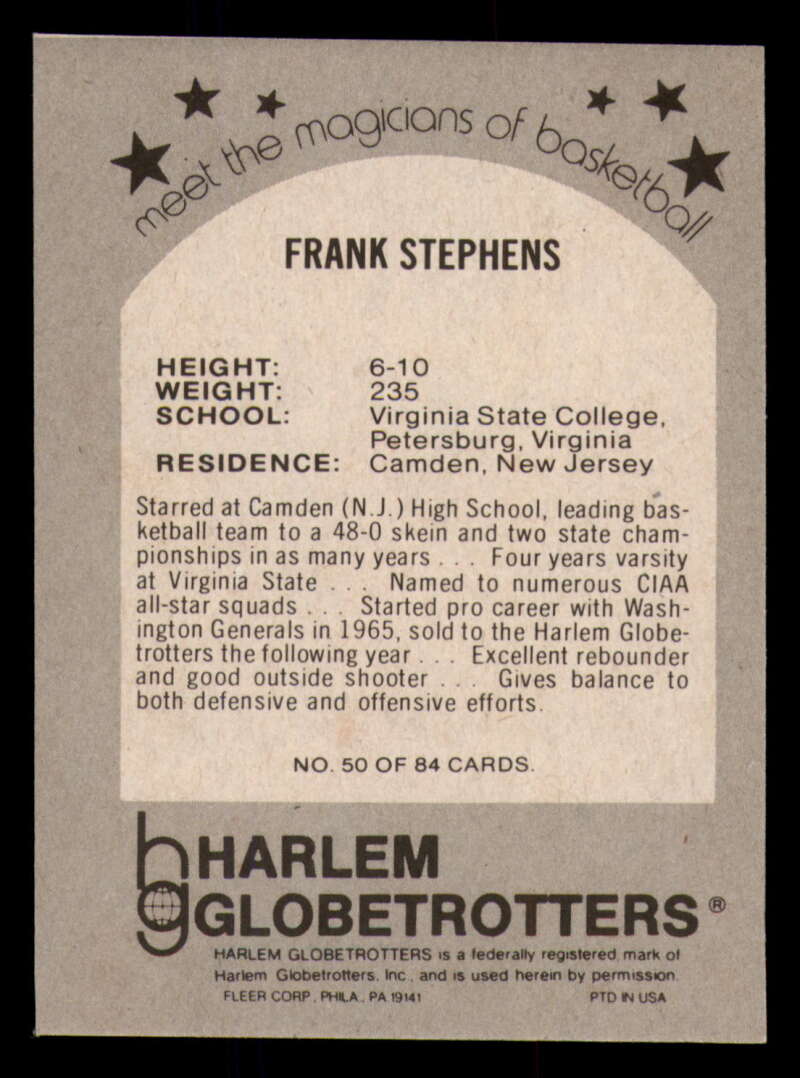 meet the magicians of basketball
FRANK STEPHENS
HEIGHT: 6-10
WEIGHT: 235
SCHOOL: Virginia State College,
Petersburg, Virginia
RESIDENCE: Camden, New Jersey
Starred at Camden (N.J.) High School, leading bas-
ketball team to a 48-0 skein and two state cham-
pionships in as many years . . . Four years varsity
at Virginia State . . . Named to numerous CIAA
all-star squads . . . Started pro career with Wash-
ington Generals in 1965, sold to the Harlem Globe-
trotters the following year . . . Excellent rebounder
and good outside shooter . . . Gives balance to
both defensive and offensive efforts.
NO. 50 OF 84 CARDS.
hg HARLEM
GLOBETROTTERS®
HARLEM GLOBETROTTERS is a federally registered mark of
Harlem Globetrotters, Inc., and is used herein by permission.
FLEER CORP., PHILA., PA 19141 PTD IN USA